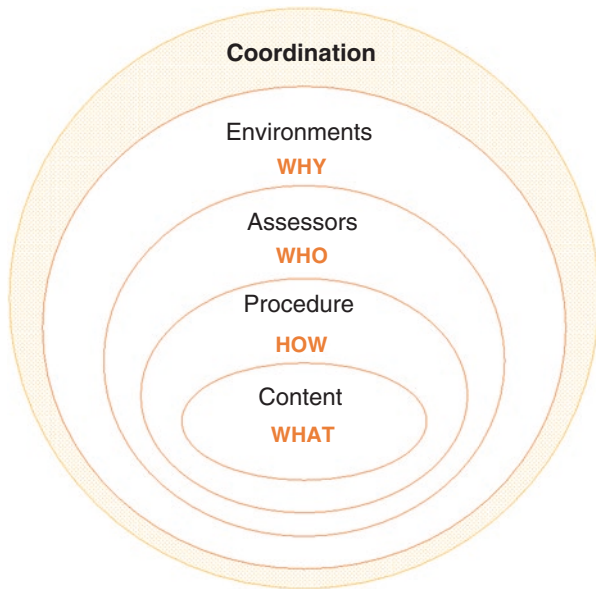 Coordination
Environments
WHY
Assessors
WHO
Procedure
HOW
Content
WHAT